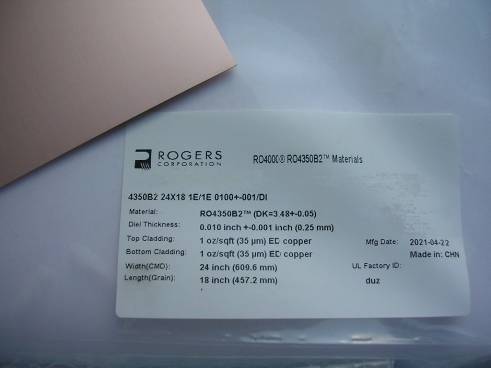 ROGERS
CORPORATION
RO4000® RO4350B2™ Materials
4350B2 24X18 1E/1E 0100+-001/DI
Material: RO4350B2™ (DK=3.48+-0.05)
Diel Thickness: 0.010 inch +-0.001 inch (0.25 mm)
Top Cladding: 1 oz/sqft (35 µm) ED copper Mfg Date: 2021-04-22
Bottom Cladding: 1 oz/sqft (35 µm) ED copper Made in: CHN
Width(CMD): 24 inch (609.6 mm) UL Factory ID:
Length(Grain): 18 inch (457.2 mm) duz